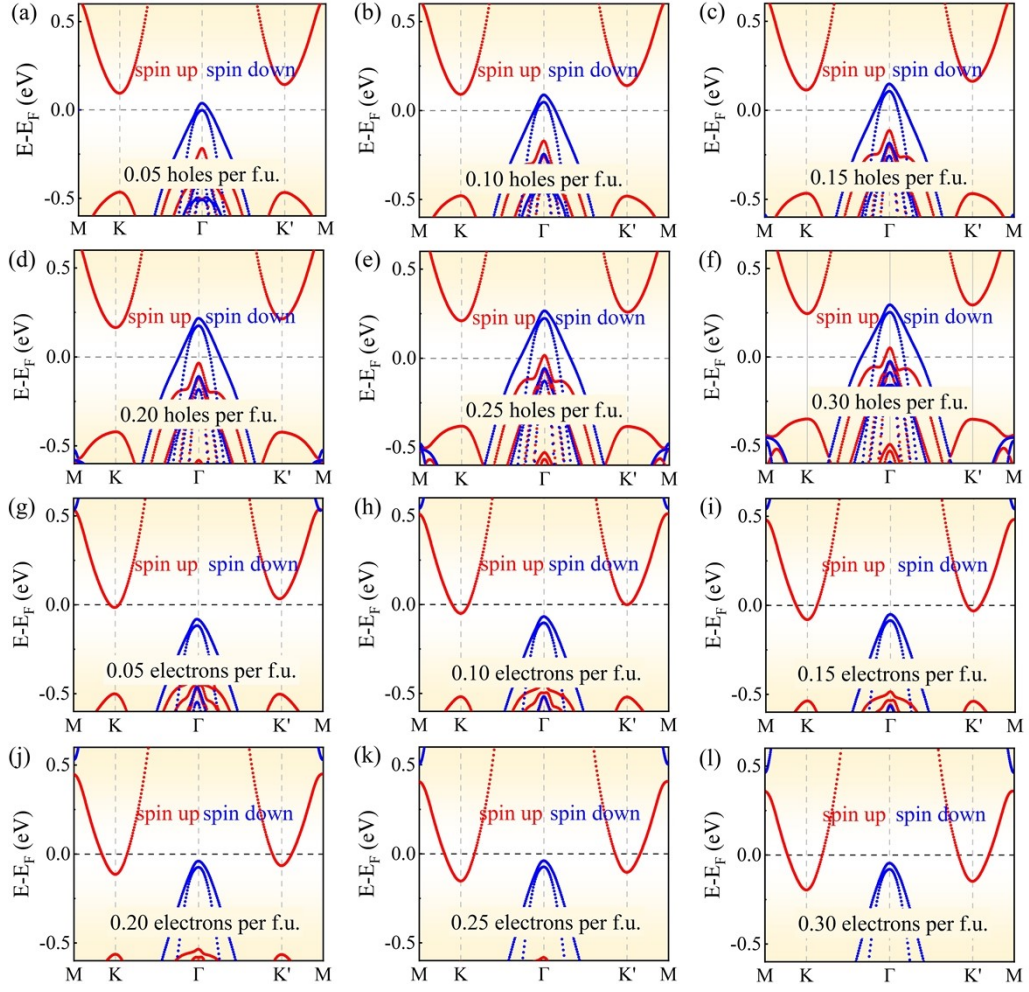 (a) (b) (c)
0.5 0.5 0.5
E-E_F (eV) E-E_F (eV) E-E_F (eV)
spin up spin down spin up spin down spin up spin down
0.0 0.0 0.0
0.05 holes per f.u. 0.10 holes per f.u. 0.15 holes per f.u.
-0.5 -0.5 -0.5
M K Γ K' M M K Γ K' M M K Γ K' M
(d) (e) (f)
0.5 0.5 0.5
E-E_F (eV) E-E_F (eV) E-E_F (eV)
spin up spin down spin up spin down spin up spin down
0.0 0.0 0.0
0.20 holes per f.u. 0.25 holes per f.u. 0.30 holes per f.u.
-0.5 -0.5 -0.5
M K Γ K' M M K Γ K' M M K Γ K' M
(g) (h) (i)
0.5 0.5 0.5
E-E_F (eV) E-E_F (eV) E-E_F (eV)
spin up spin down spin up spin down spin up spin down
0.0 0.0 0.0
0.05 electrons per f.u. 0.10 electrons per f.u. 0.15 electrons per f.u.
-0.5 -0.5 -0.5
M K Γ K' M M K Γ K' M M K Γ K' M
(j) (k) (l)
0.5 0.5 0.5
E-E_F (eV) E-E_F (eV) E-E_F (eV)
spin up spin down spin up spin down spin up spin down
0.0 0.0 0.0
0.20 electrons per f.u. 0.25 electrons per f.u. 0.30 electrons per f.u.
-0.5 -0.5 -0.5
M K Γ K' M M K Γ K' M M K Γ K' M